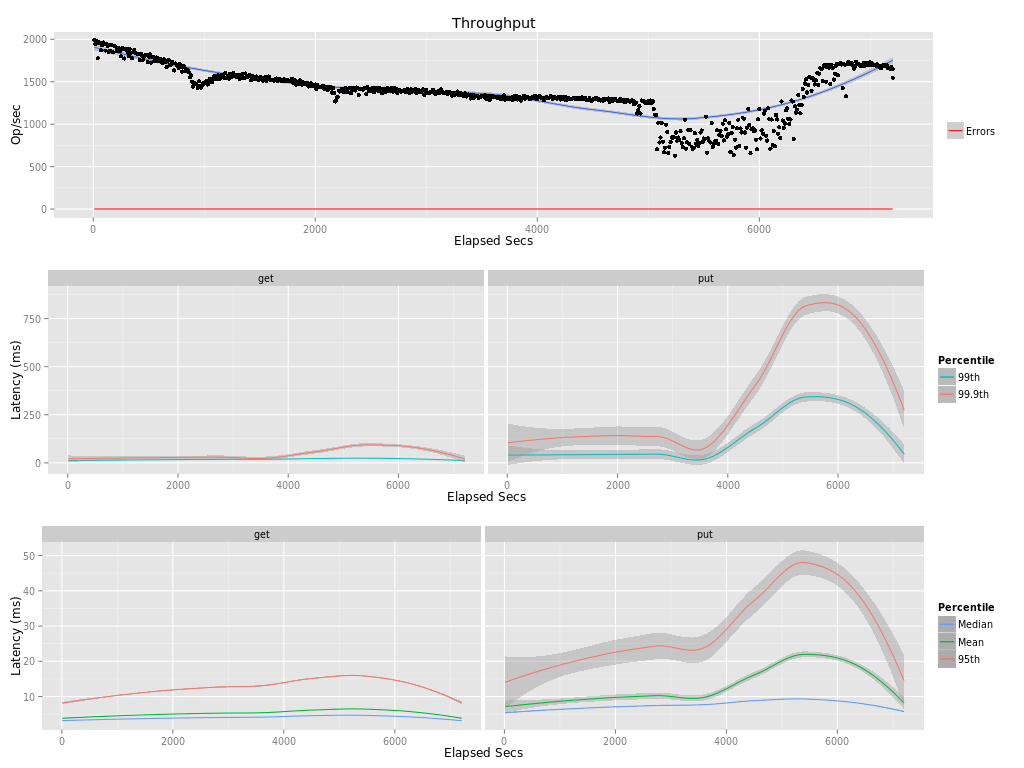 Throughput
2000
1500
1000
500
0
Op/sec
0 2000 4000 6000
Elapsed Secs
Errors
get put
750
500
250
0
Latency (ms)
0 2000 4000 6000 0 2000 4000 6000
Elapsed Secs
Percentile
99th
99.9th
get put
50
40
30
20
10
Latency (ms)
0 2000 4000 6000 0 2000 4000 6000
Elapsed Secs
Percentile
Median
Mean
95th